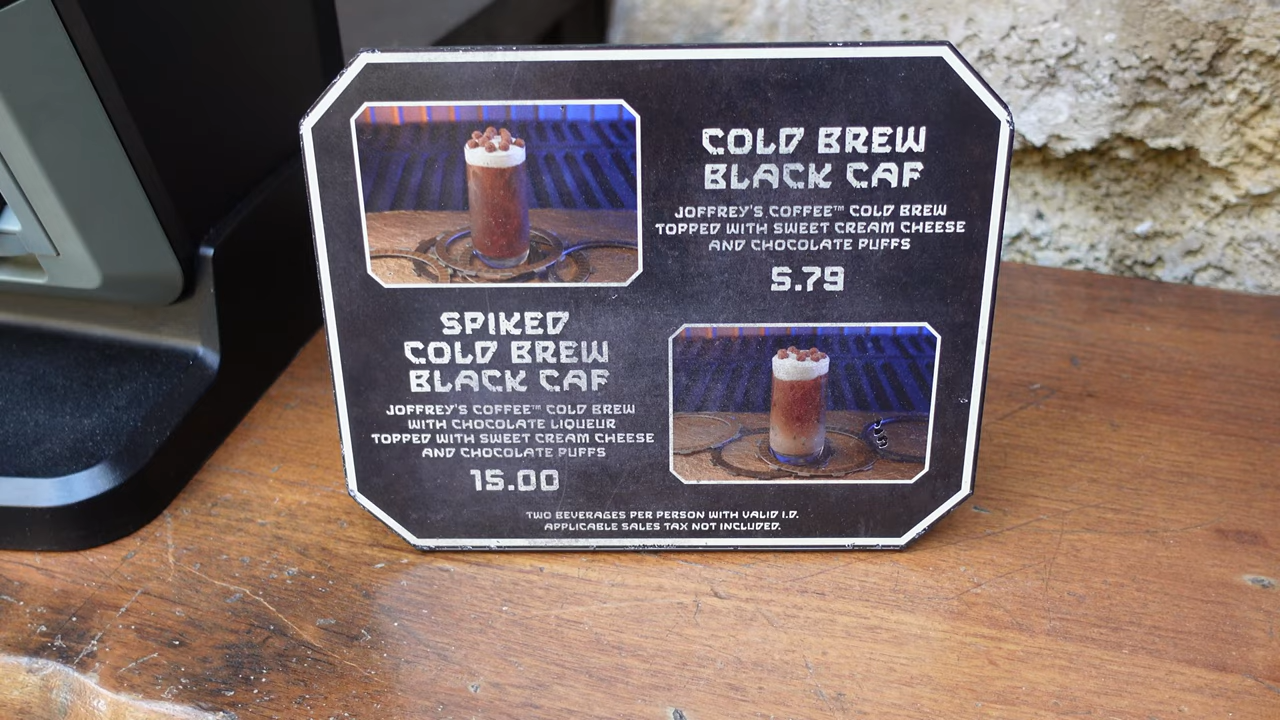 COLD BREW
BLACK CAF
JOFFREY'S COFFEE™ COLD BREW
TOPPED WITH SWEET CREAM CHEESE
AND CHOCOLATE PUFFS
5.79
SPIKED
COLD BREW
BLACK CAF
JOFFREY'S COFFEE™ COLD BREW
WITH CHOCOLATE LIQUEUR
TOPPED WITH SWEET CREAM CHEESE
AND CHOCOLATE PUFFS
15.00
TWO BEVERAGES PER PERSON WITH VALID I.D.
APPLICABLE SALES TAX NOT INCLUDED.